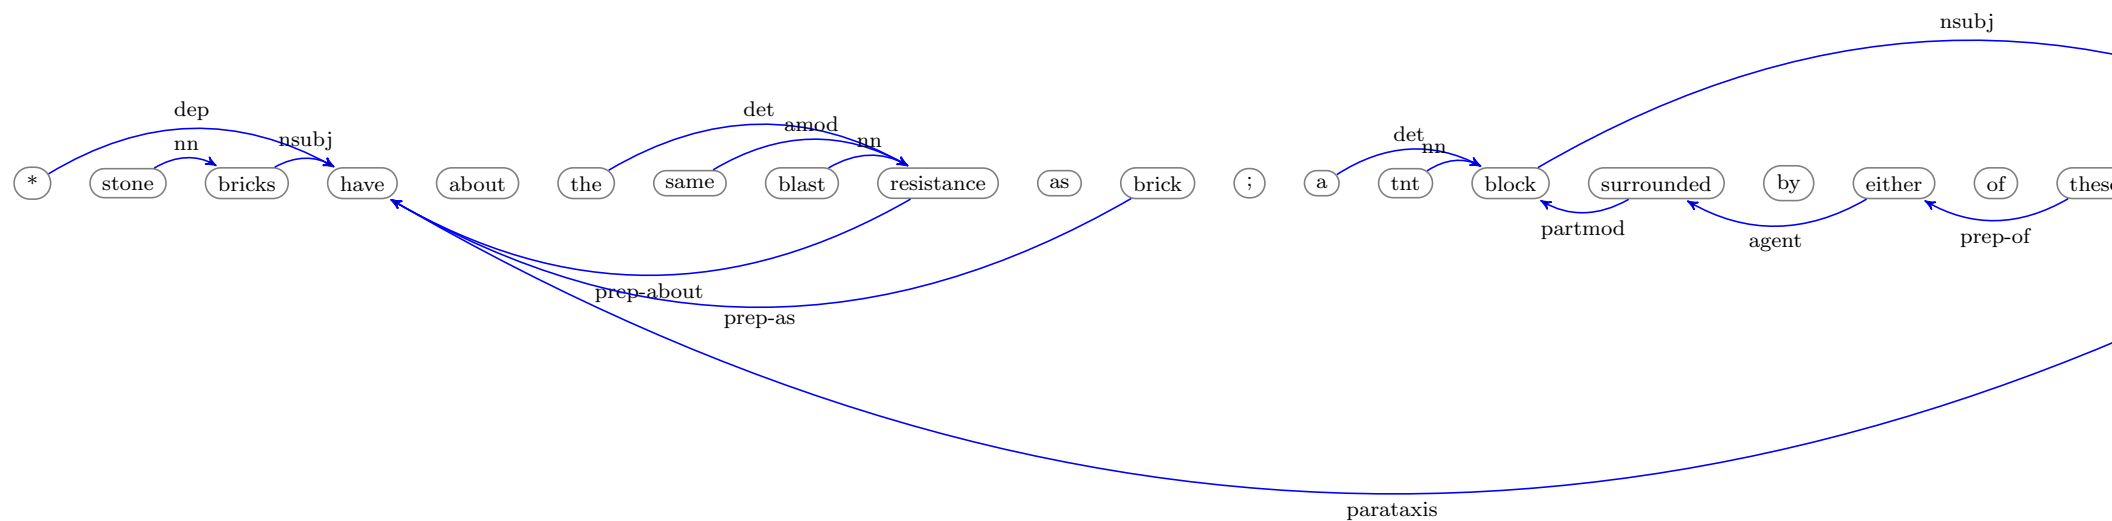 nsubj
dep det
amod
nsubj nn nn det nn
* stone bricks have about the same blast resistance as brick ; a tnt block surrounded by either of these
partmod agent prep-of
prep-about
prep-as
parataxis